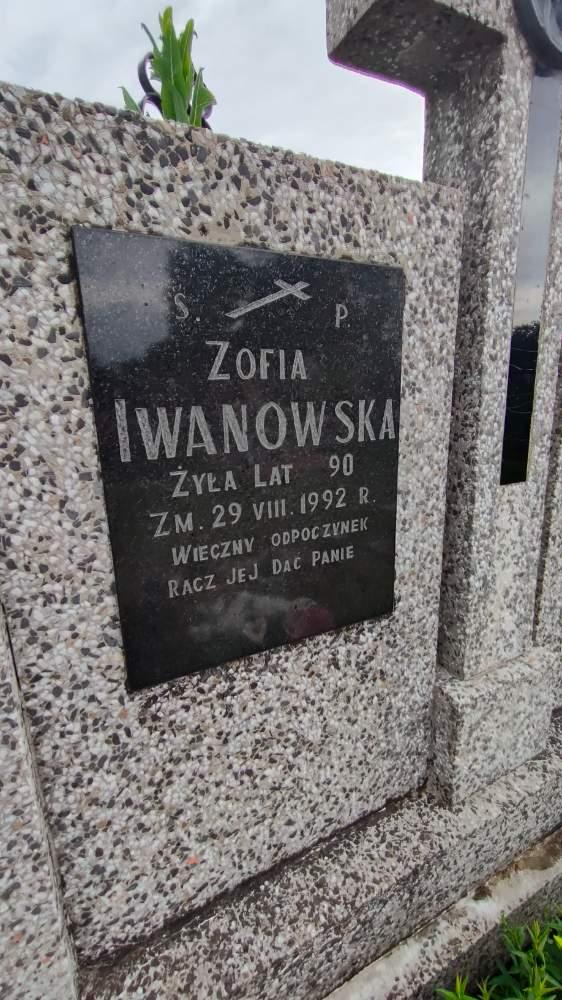 S. P.
ZOFIA
IWANOWSKA
ŻYŁA LAT 90
ZM. 29 VIII. 1992 R.
WIECZNY ODPOCZYNEK
RACZ JEJ DAĆ PANIE